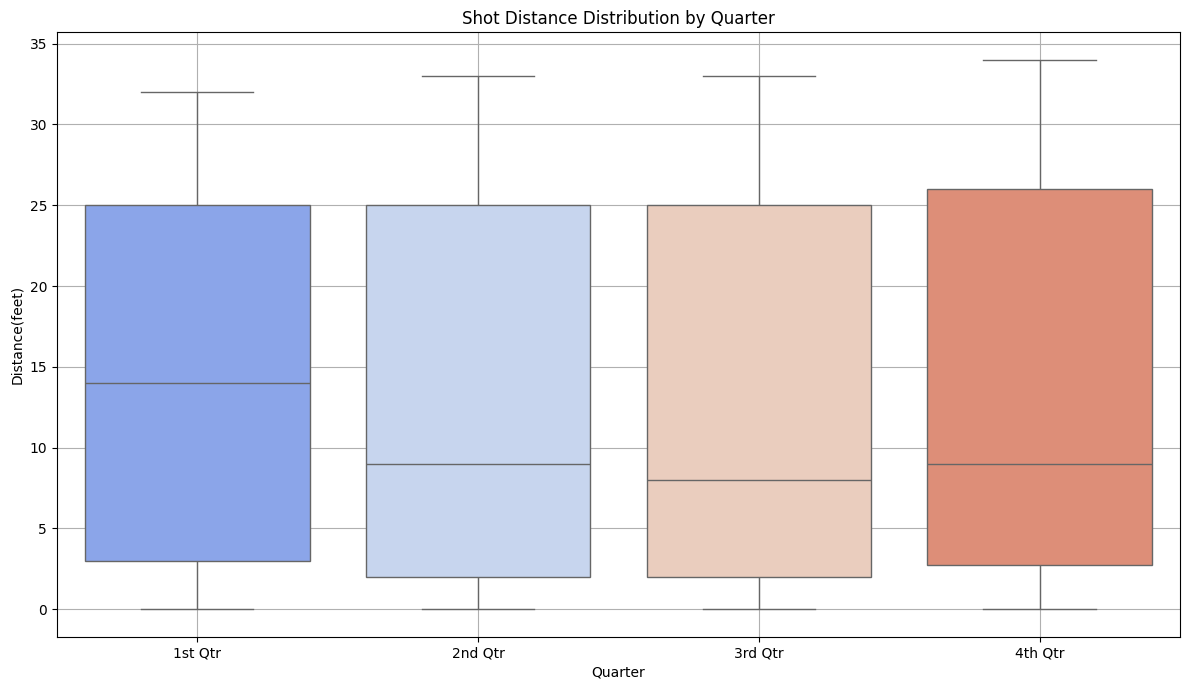 Shot Distance Distribution by Quarter
35
30
25
20
15
10
5
0
Distance(feet)
1st Qtr
2nd Qtr
3rd Qtr
4th Qtr
Quarter